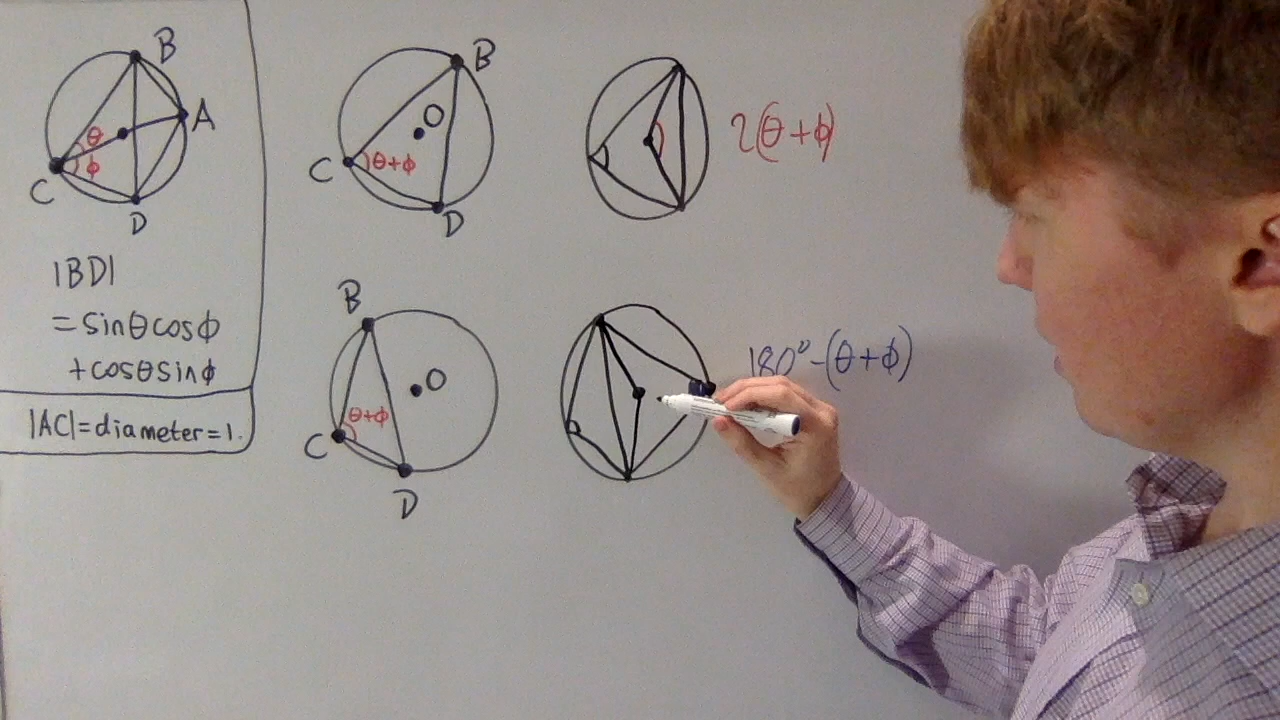 B
A
θ
φ
C
D
|BD|
=sinθcosφ
+cosθsinφ
|AC|=diameter=1.
B
O
C
θ+φ
D
2(θ+φ)
B
O
θ+φ
C
D
180°-(θ+φ)